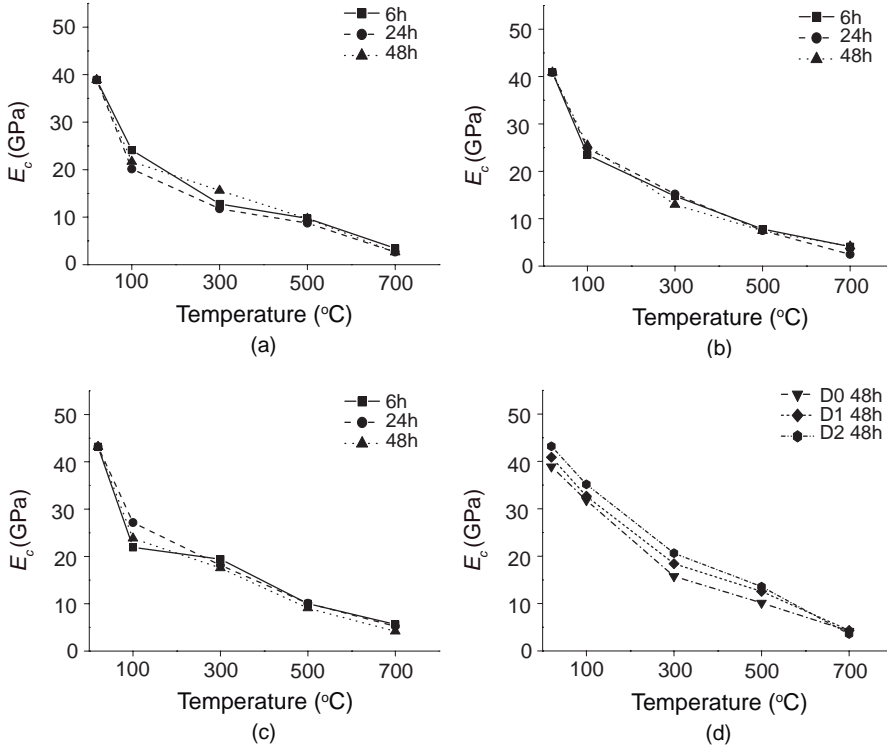 50
40
30
20
10
0
E_c (GPa)
6h
24h
48h
100 300 500 700
Temperature (°C)
(a)
50
40
30
20
10
0
E_c (GPa)
6h
24h
48h
100 300 500 700
Temperature (°C)
(b)
50
40
30
20
10
0
E_c (GPa)
6h
24h
48h
100 300 500 700
Temperature (°C)
(c)
50
40
30
20
10
0
E_c (GPa)
D0 48h
D1 48h
D2 48h
100 300 500 700
Temperature (°C)
(d)